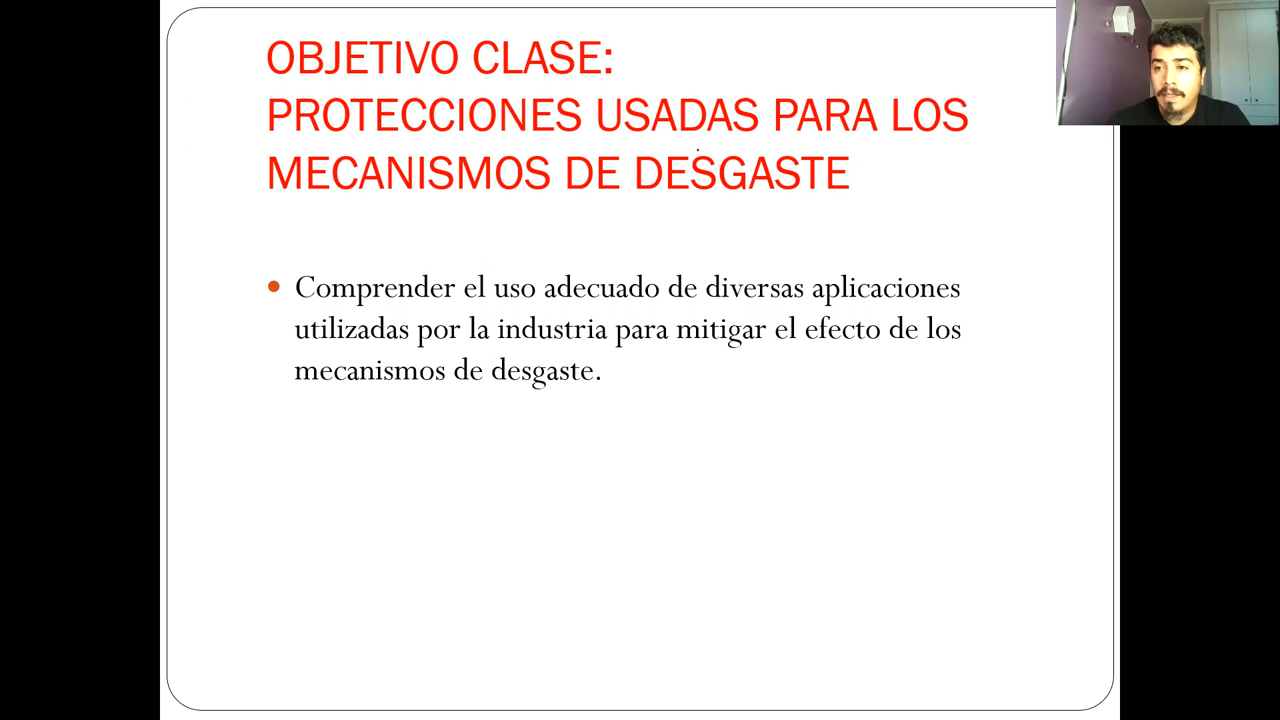 OBJETIVO CLASE:
PROTECCIONES USADAS PARA LOS
MECANISMOS DE DESGASTE
Comprender el uso adecuado de diversas aplicaciones
utilizadas por la industria para mitigar el efecto de los
mecanismos de desgaste.